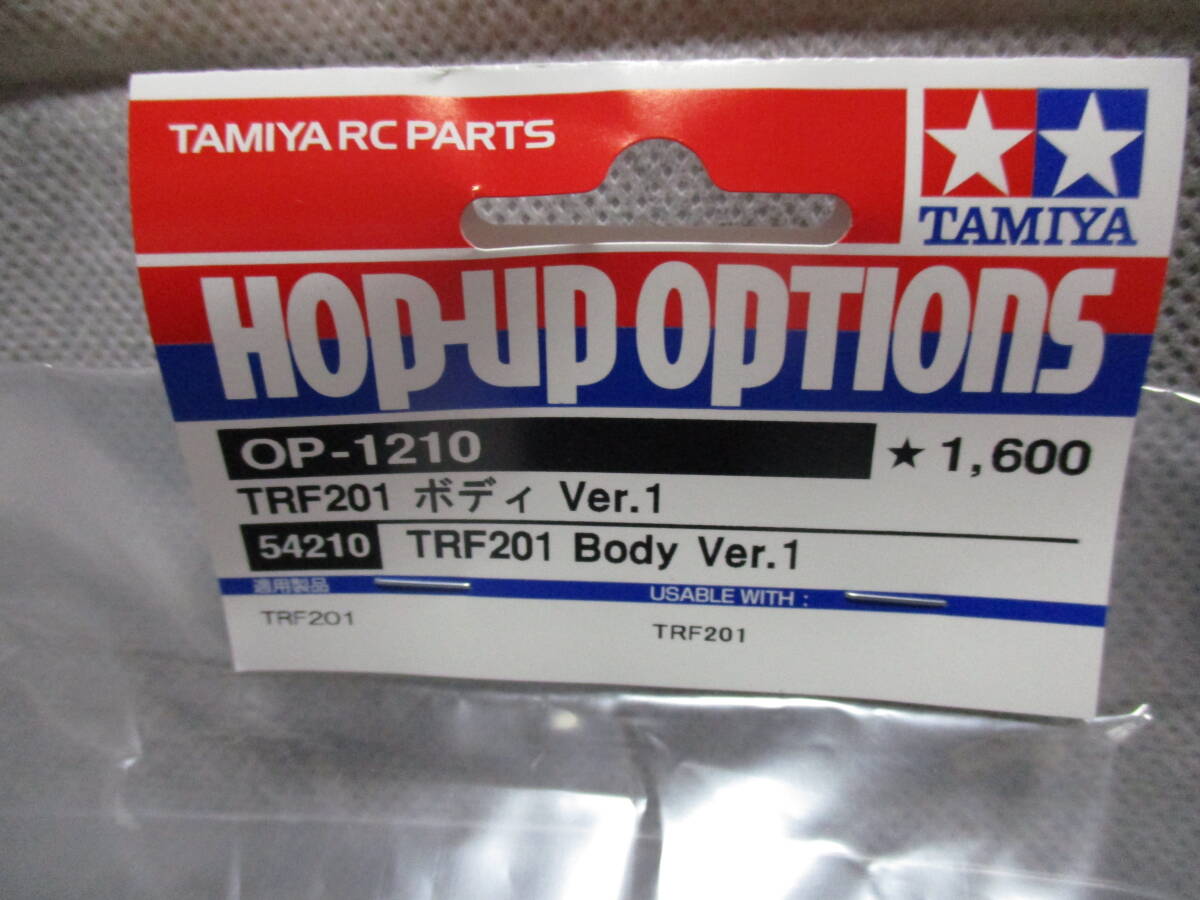 TAMIYA RC PARTS
TAMIYA
HOP-UP OPTIONS
OP-1210
★ 1,600
TRF201 ボディ Ver.1
54210 TRF201 Body Ver.1
適用製品
USABLE WITH :
TRF201
TRF201